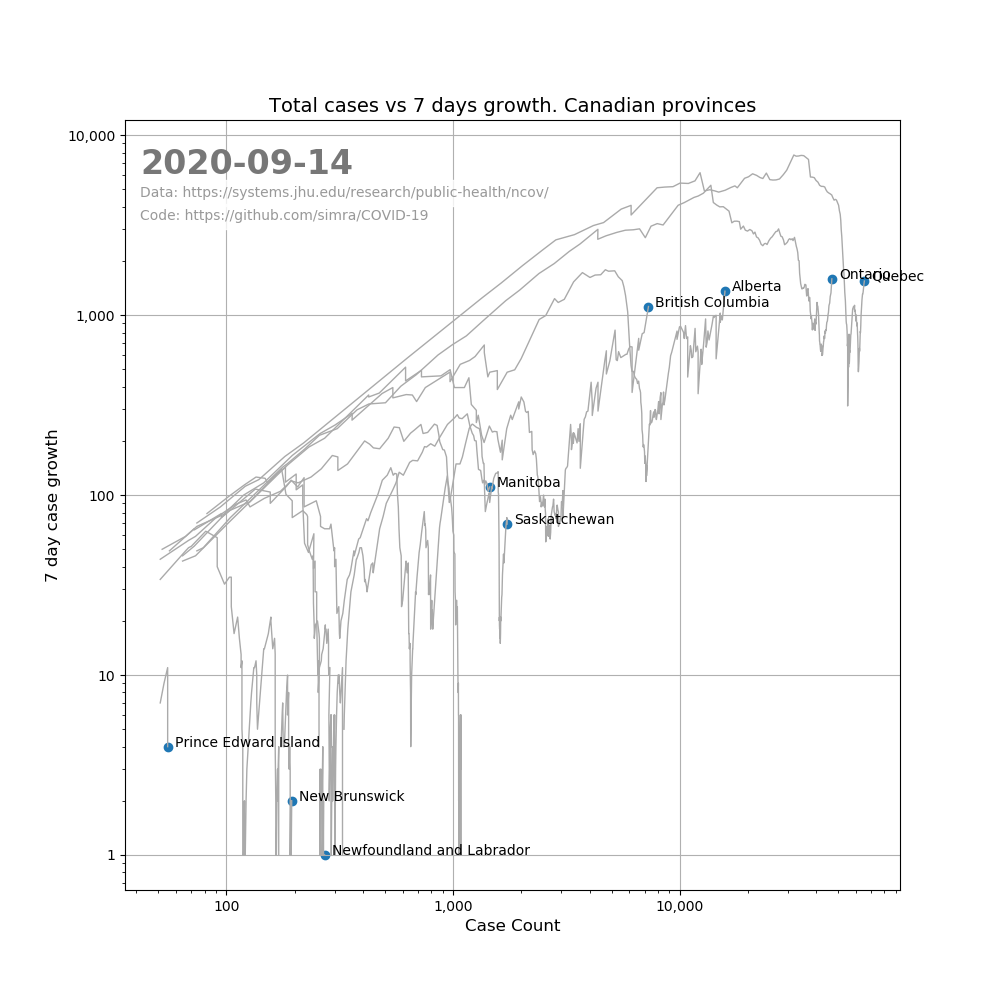 Total cases vs 7 days growth. Canadian provinces
10,000
2020-09-14
Data: https://systems.jhu.edu/research/public-health/ncov/
Code: https://github.com/simra/COVID-19
Ontario
Quebec
Alberta
British Columbia
1,000
7 day case growth
Manitoba
100
Saskatchewan
10
Prince Edward Island
New Brunswick
1
Newfoundland and Labrador
100
1,000
10,000
Case Count